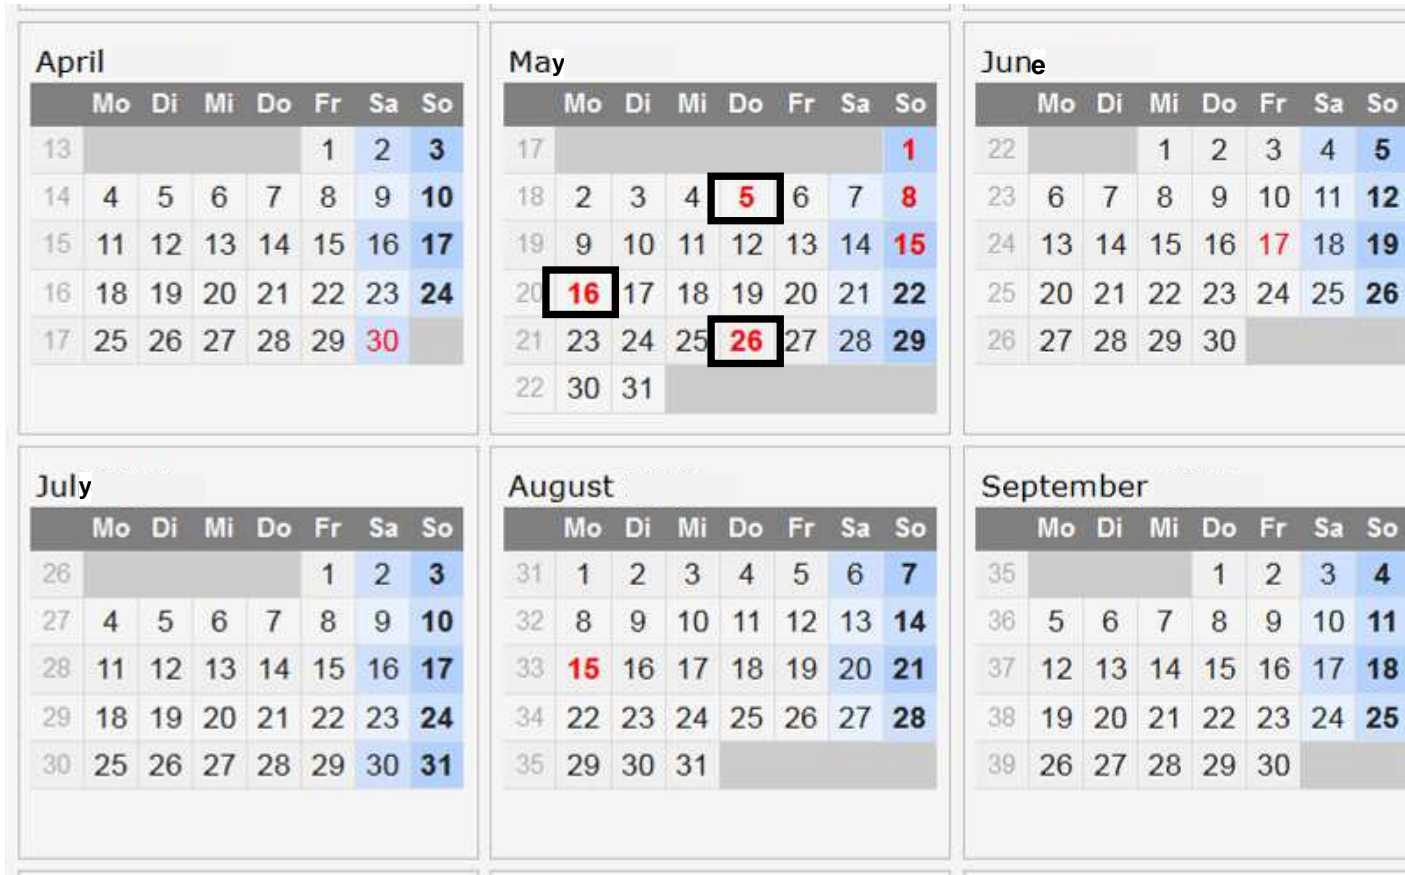 April
Mo Di Mi Do Fr Sa So
13 1 2 3
14 4 5 6 7 8 9 10
15 11 12 13 14 15 16 17
16 18 19 20 21 22 23 24
17 25 26 27 28 29 30
May
Mo Di Mi Do Fr Sa So
17 1
18 2 3 4 5 6 7 8
19 9 10 11 12 13 14 15
20 16 17 18 19 20 21 22
21 23 24 25 26 27 28 29
22 30 31
June
Mo Di Mi Do Fr Sa So
22 1 2 3 4 5
23 6 7 8 9 10 11 12
24 13 14 15 16 17 18 19
25 20 21 22 23 24 25 26
26 27 28 29 30
July
Mo Di Mi Do Fr Sa So
26 1 2 3
27 4 5 6 7 8 9 10
28 11 12 13 14 15 16 17
29 18 19 20 21 22 23 24
30 25 26 27 28 29 30 31
August
Mo Di Mi Do Fr Sa So
31 1 2 3 4 5 6 7
32 8 9 10 11 12 13 14
33 15 16 17 18 19 20 21
34 22 23 24 25 26 27 28
35 29 30 31
September
Mo Di Mi Do Fr Sa So
35 1 2 3 4
36 5 6 7 8 9 10 11
37 12 13 14 15 16 17 18
38 19 20 21 22 23 24 25
39 26 27 28 29 30